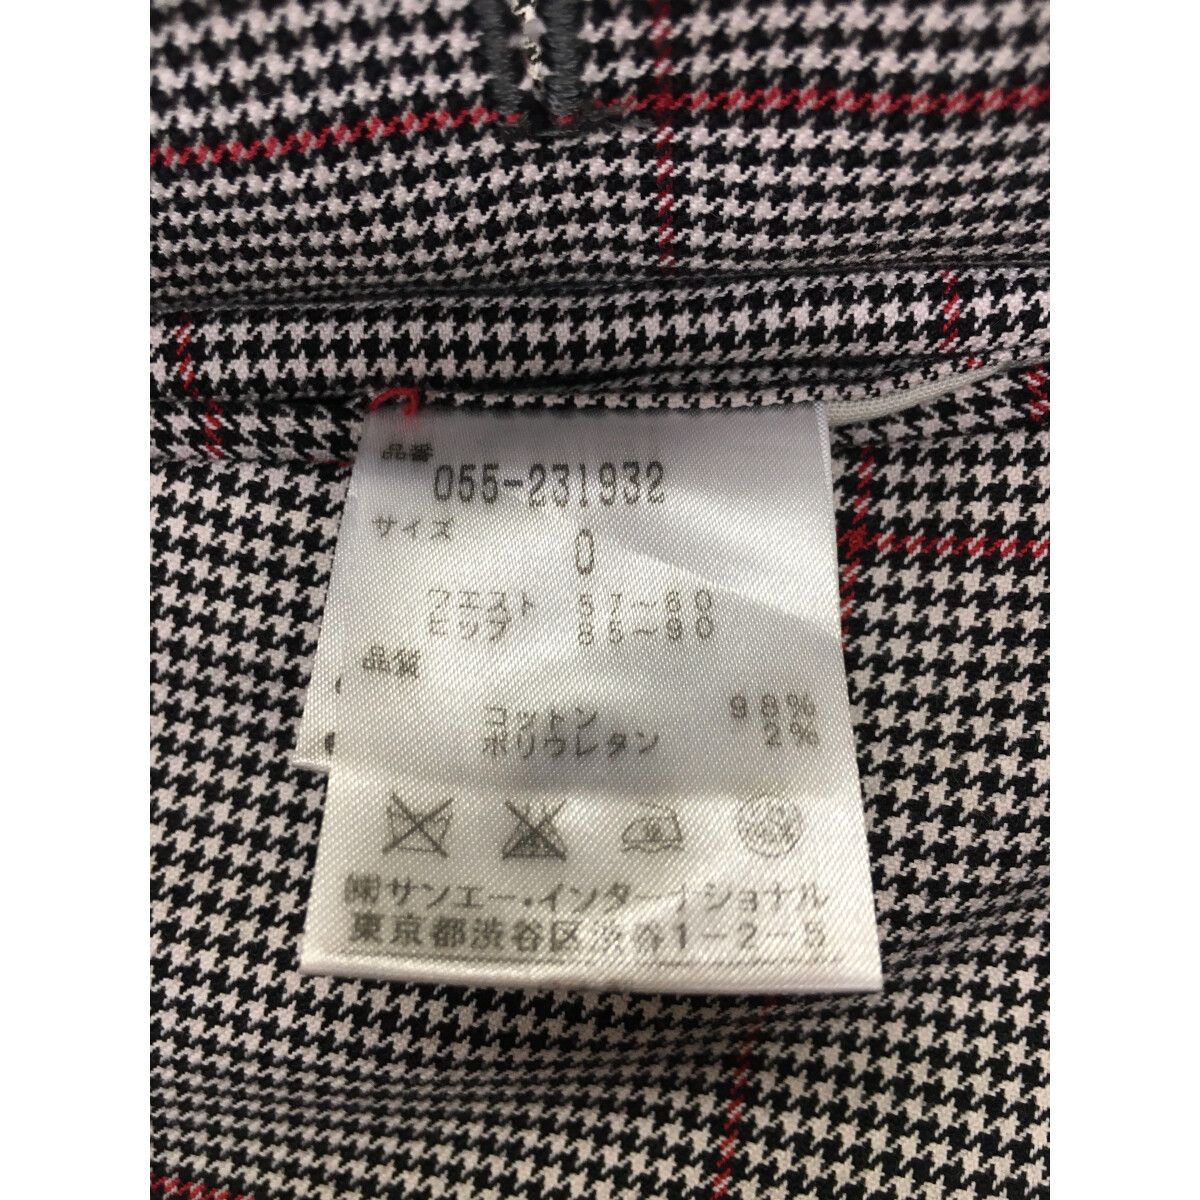 品番
055-231932
サイズ
0
ウエスト 57～60
ヒップ 85～90
品質
コットン 98%
ポリウレタン 2%
㈱サンエー・インターナショナル
東京都渋谷区渋谷1-2-5